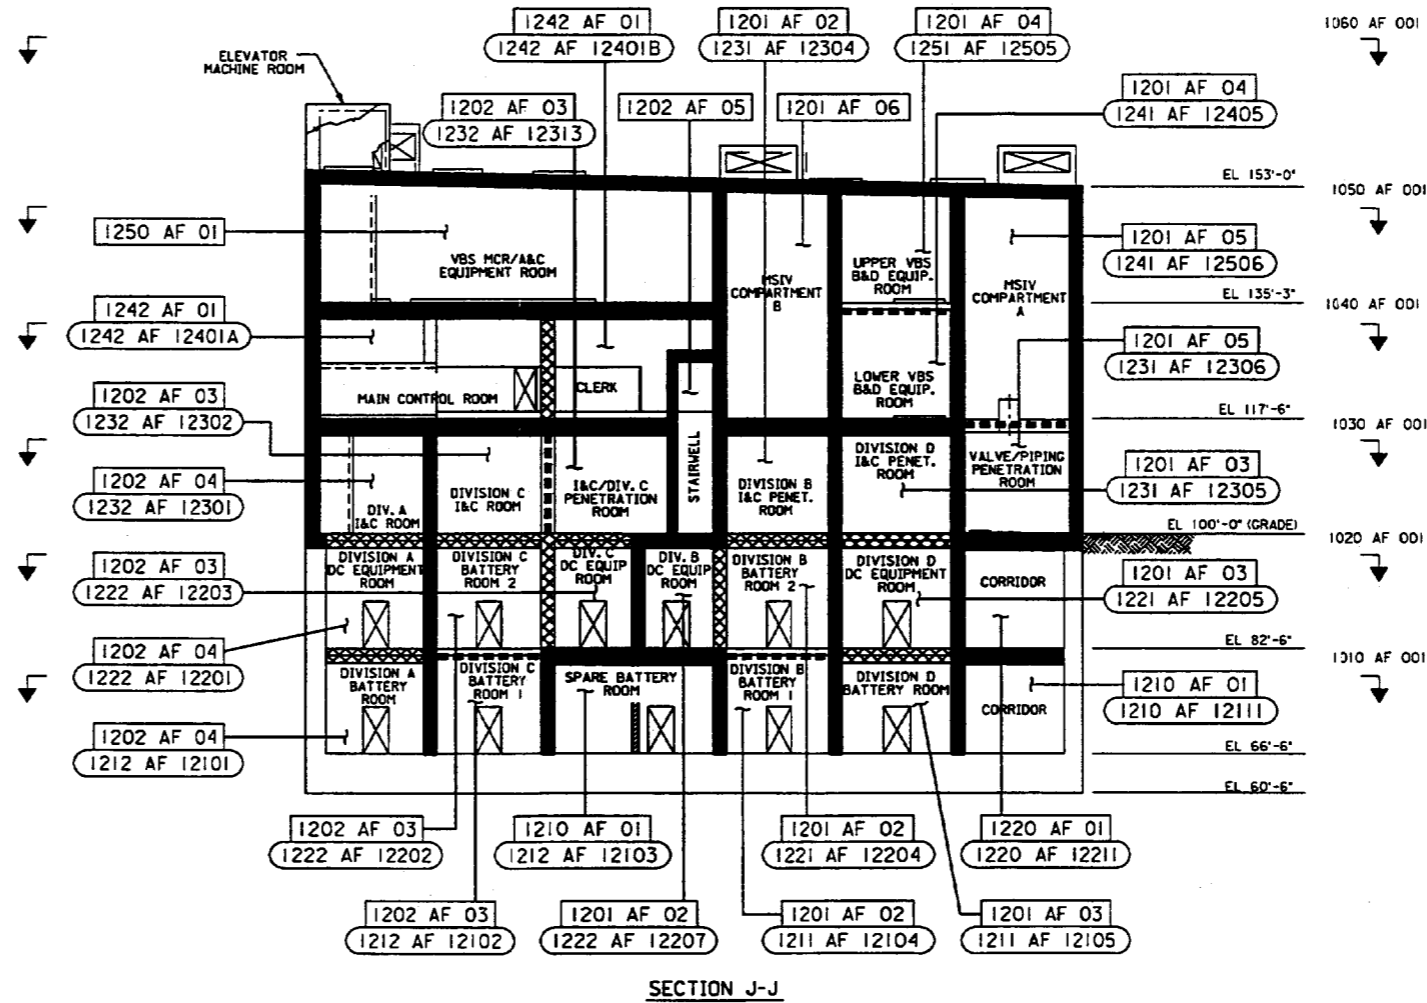 1242 AF 01
1242 AF 12401B
1201 AF 02
1231 AF 12304
1201 AF 04
1251 AF 12505
1060 AF 001
ELEVATOR
MACHINE ROOM
1202 AF 03
1232 AF 12313
1202 AF 05
1201 AF 06
1201 AF 04
1241 AF 12405
EL 153'-0"
1050 AF 001
1250 AF 01
VBS MCR/A&C
EQUIPMENT ROOM
MSIV
COMPARTMENT
B
UPPER VBS
B&D EQUIP.
ROOM
MSIV
COMPARTMENT
A
1201 AF 05
1241 AF 12506
EL 135'-3"
1040 AF 001
1242 AF 01
1242 AF 12401A
MAIN CONTROL ROOM
CLERK
LOWER VBS
B&D EQUIP.
ROOM
1201 AF 05
1231 AF 12306
EL 117'-6"
1030 AF 001
1202 AF 03
1232 AF 12302
1202 AF 04
1232 AF 12301
DIV. A
I&C ROOM
DIVISION C
I&C ROOM
I&C/DIV. C
PENETRATION
ROOM
STAIRWELL
DIVISION B
I&C PENET.
ROOM
DIVISION D
I&C PENET.
ROOM
VALVE/PIPING
PENETRATION
ROOM
1201 AF 03
1231 AF 12305
EL 100'-0" (GRADE)
1020 AF 001
1202 AF 03
1222 AF 12203
DIVISION A
DC EQUIPMENT
ROOM
DIVISION C
BATTERY
ROOM 2
DIV. C
DC EQUIP
ROOM
DIV. B
DC EQUIP
ROOM
DIVISION B
BATTERY
ROOM 2
DIVISION D
DC EQUIPMENT
ROOM
CORRIDOR
1201 AF 03
1221 AF 12205
EL 82'-6"
1010 AF 001
1202 AF 04
1222 AF 12201
DIVISION A
BATTERY
ROOM
DIVISION C
BATTERY
ROOM 1
SPARE BATTERY
ROOM
DIVISION B
BATTERY
ROOM 1
DIVISION D
BATTERY ROOM
CORRIDOR
1210 AF 01
1210 AF 12111
1202 AF 04
1212 AF 12101
EL 66'-6"
EL 60'-6"
1202 AF 03
1222 AF 12202
1210 AF 01
1212 AF 12103
1201 AF 02
1221 AF 12204
1220 AF 01
1220 AF 12211
1202 AF 03
1212 AF 12102
1201 AF 02
1222 AF 12207
1201 AF 02
1211 AF 12104
1201 AF 03
1211 AF 12105
SECTION J-J